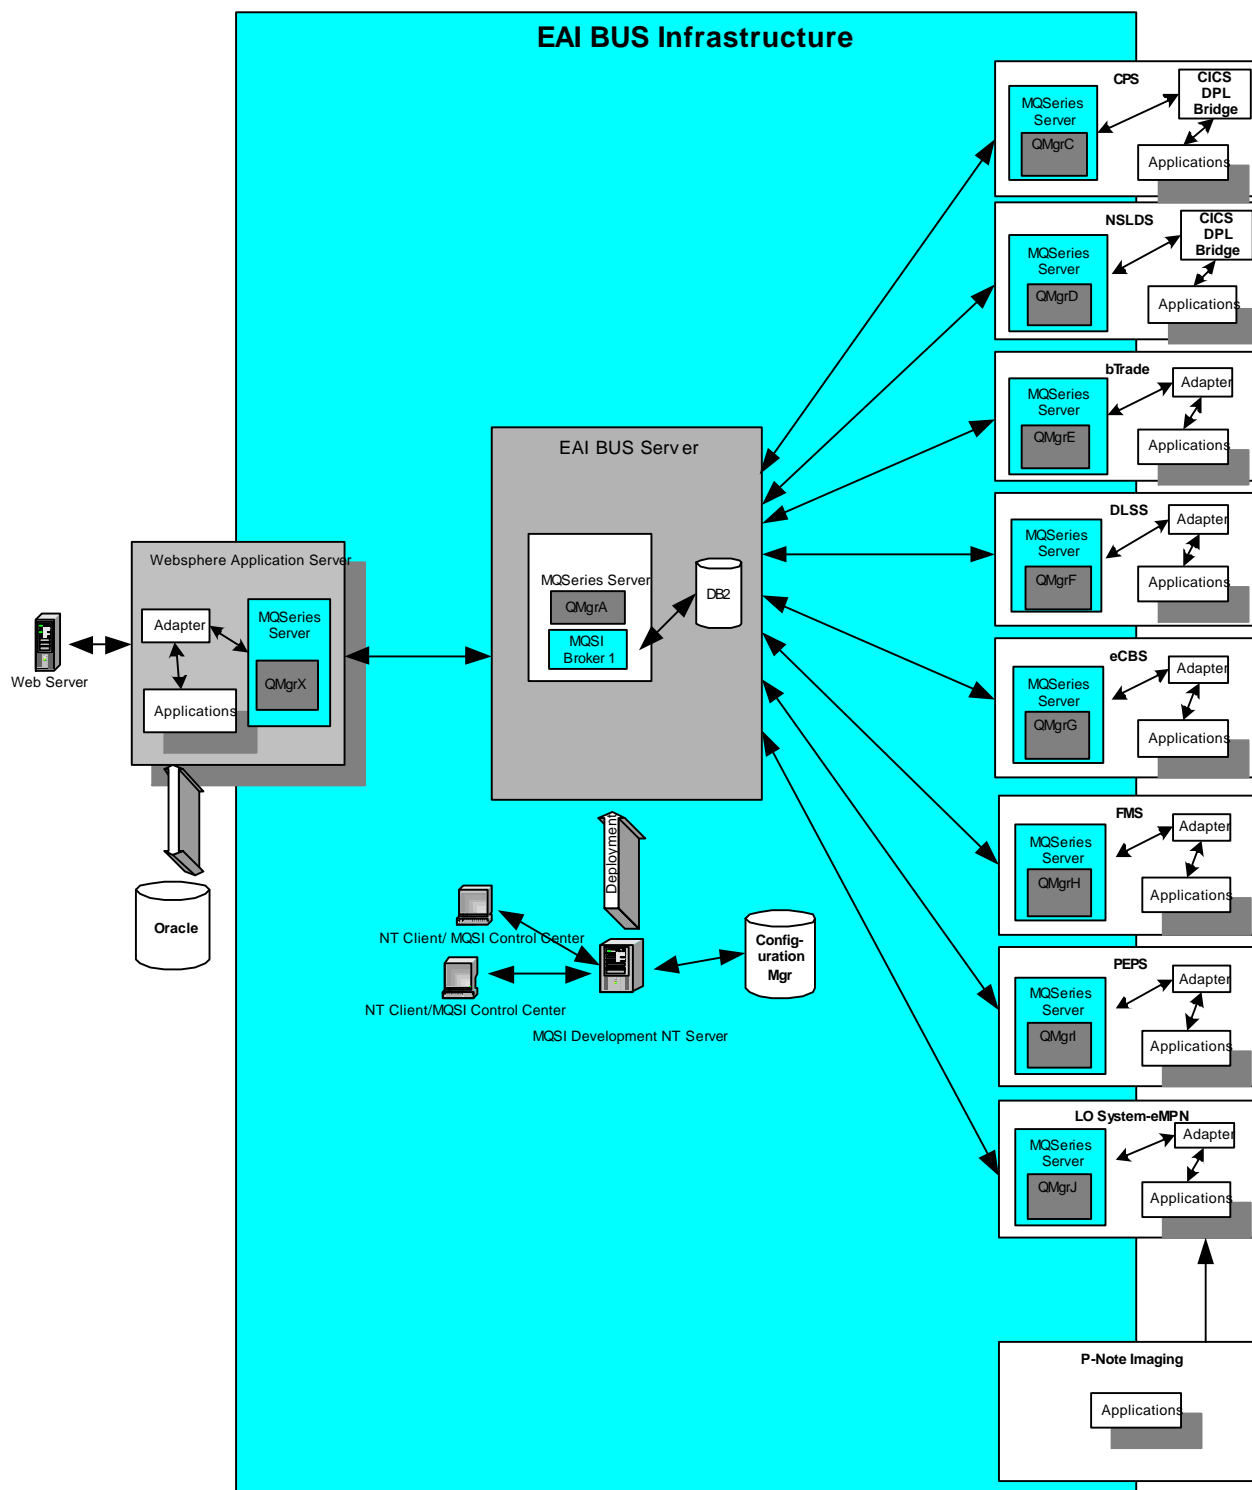 EAI BUS Infrastructure
CPS
CICS
DPL
Bridge
MQSeries
Server
QMgrC
Applications
NSLDS
CICS
DPL
Bridge
MQSeries
Server
QMgrD
Applications
bTrade
Adapter
MQSeries
Server
QMgrE
Applications
DLSS
Adapter
MQSeries
Server
QMgrF
Applications
eCBS
Adapter
MQSeries
Server
QMgrG
Applications
FMS
Adapter
MQSeries
Server
QMgrH
Applications
PEPS
Adapter
MQSeries
Server
QMgrI
Applications
LO System-eMPN
Adapter
MQSeries
Server
QMgrJ
Applications
P-Note Imaging
Applications
EAI BUS Server
MQSeries Server
QMgrA
MQSI
Broker 1
DB2
Websphere Application Server
Adapter
MQSeries
Server
QMgrX
Applications
Web Server
Oracle
Deployment
NT Client/ MQSI Control Center
NT Client/MQSI Control Center
MQSI Development NT Server
Config-
uration
Mgr